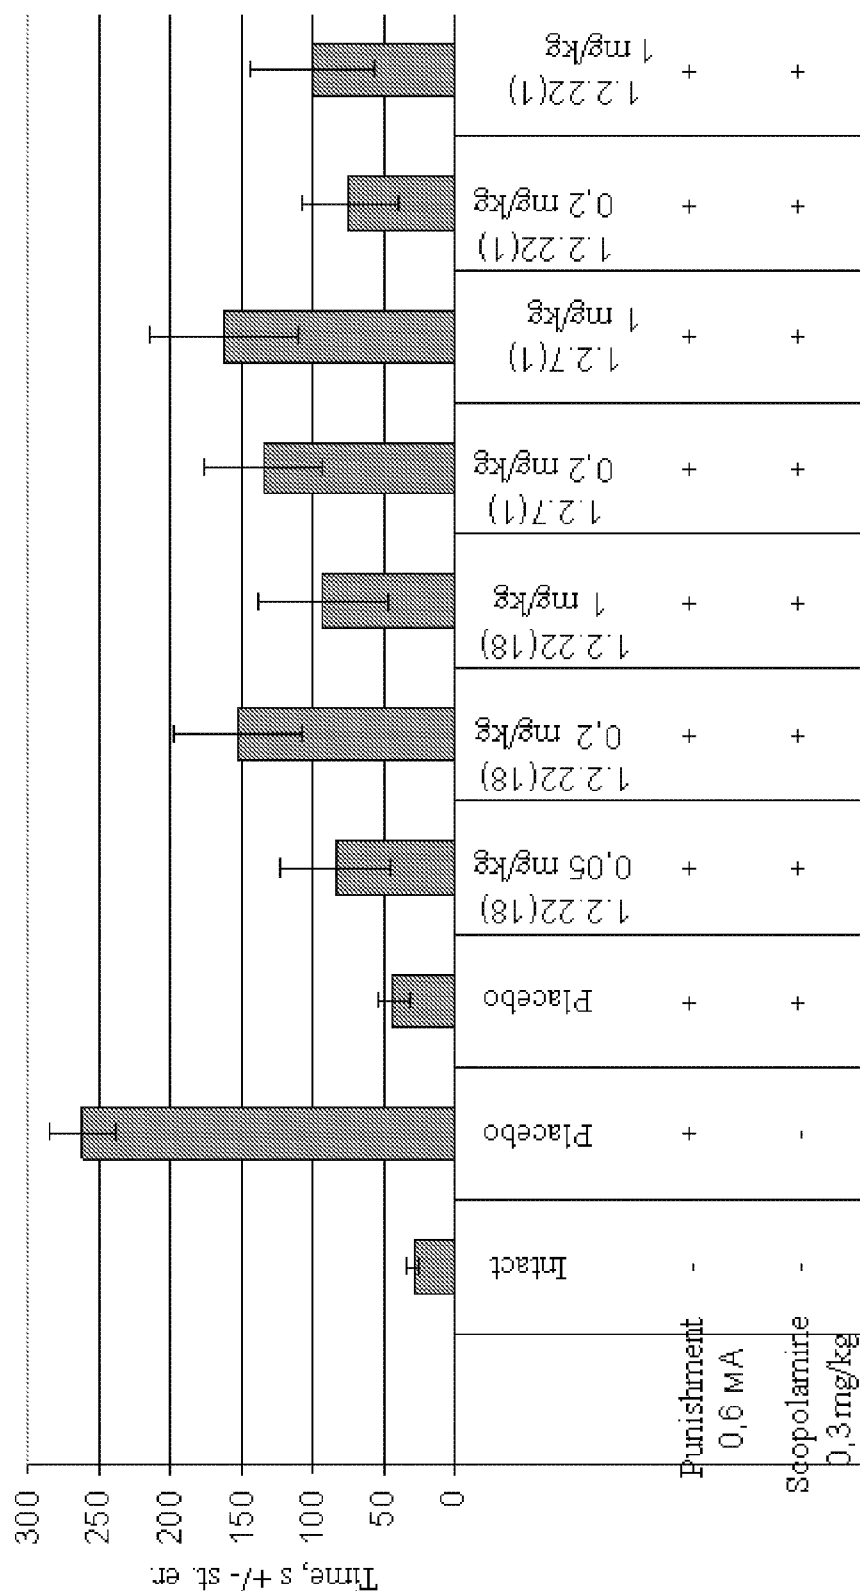 Time, s +/- st. er.
300
250
200
150
100
50
0
Intact
Placebo
Placebo
1.2.22(18)
0,05 mg/kg
1.2.22(18)
0,2 mg/kg
1.2.22(18)
1 mg/kg
1.2.7(1)
0,2 mg/kg
1.2.7(1)
1 mg/kg
1.2.22(1)
0,2 mg/kg
1.2.22(1)
1 mg/kg
Punishment
0,6 MA
- + + + + + + + + +
Scopolamine
0,3mg/kg
- - + + + + + + + +